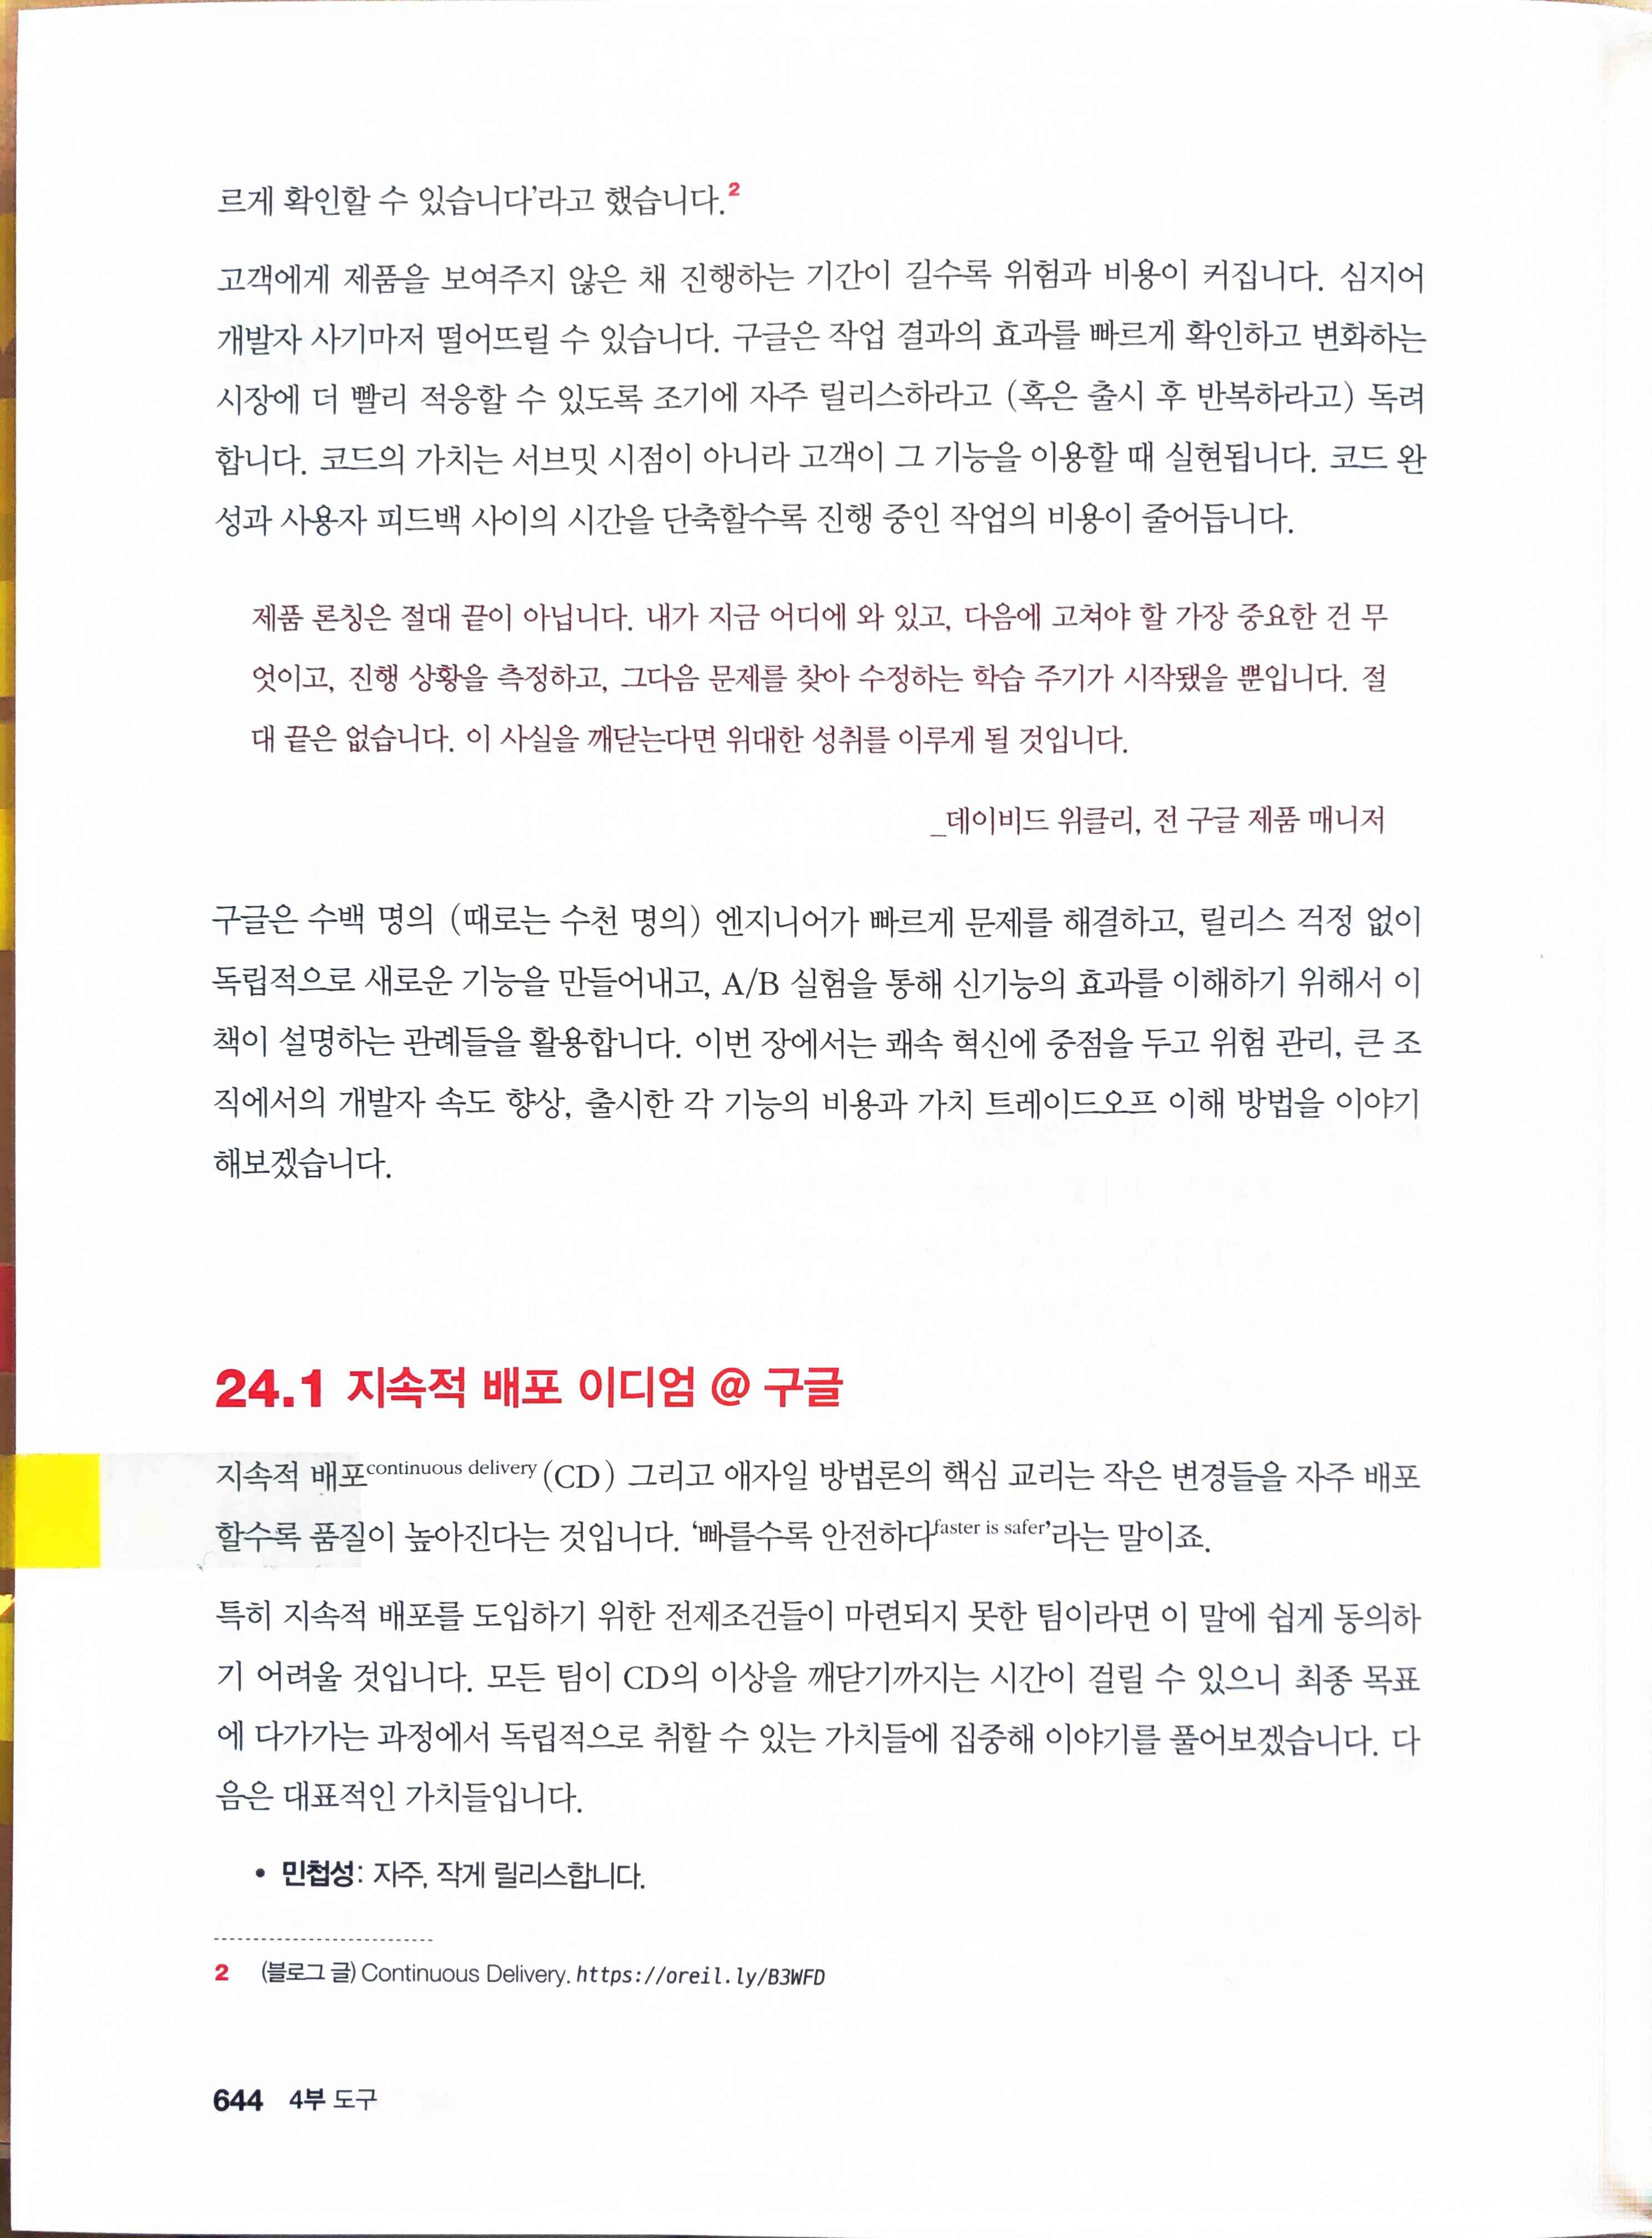 르게 확인할 수 있습니다’라고 했습니다.2
고객에게 제품을 보여주지 않은 채 진행하는 기간이 길수록 위험과 비용이 커집니다. 심지어
개발자 사기마저 떨어뜨릴 수 있습니다. 구글은 작업 결과의 효과를 빠르게 확인하고 변화하는
시장에 더 빨리 적응할 수 있도록 조기에 자주 릴리스하라고 (혹은 출시 후 반복하라고) 독려
합니다. 코드의 가치는 서브밋 시점이 아니라 고객이 그 기능을 이용할 때 실현됩니다. 코드 완
성과 사용자 피드백 사이의 시간을 단축할수록 진행 중인 작업의 비용이 줄어듭니다.
제품 론칭은 절대 끝이 아닙니다. 내가 지금 어디에 와 있고, 다음에 고쳐야 할 가장 중요한 건 무
엇이고, 진행 상황을 측정하고, 그다음 문제를 찾아 수정하는 학습 주기가 시작됐을 뿐입니다. 절
대 끝은 없습니다. 이 사실을 깨닫는다면 위대한 성취를 이루게 될 것입니다.
_데이비드 위클리, 전 구글 제품 매니저
구글은 수백 명의 (때로는 수천 명의) 엔지니어가 빠르게 문제를 해결하고, 릴리스 걱정 없이
독립적으로 새로운 기능을 만들어내고, A/B 실험을 통해 신기능의 효과를 이해하기 위해서 이
책이 설명하는 관례들을 활용합니다. 이번 장에서는 쾌속 혁신에 중점을 두고 위험 관리, 큰 조
직에서의 개발자 속도 향상, 출시한 각 기능의 비용과 가치 트레이드오프 이해 방법을 이야기
해보겠습니다.
24.1 지속적 배포 이디엄 @ 구글
지속적 배포continuous delivery(CD) 그리고 애자일 방법론의 핵심 교리는 작은 변경들을 자주 배포
할수록 품질이 높아진다는 것입니다. ‘빠를수록 안전하다faster is safer’라는 말이죠.
특히 지속적 배포를 도입하기 위한 전제조건들이 마련되지 못한 팀이라면 이 말에 쉽게 동의하
기 어려울 것입니다. 모든 팀이 CD의 이상을 깨닫기까지는 시간이 걸릴 수 있으니 최종 목표
에 다가가는 과정에서 독립적으로 취할 수 있는 가치들에 집중해 이야기를 풀어보겠습니다. 다
음은 대표적인 가치들입니다.
• 민첩성: 자주, 작게 릴리스합니다.
2 (블로그 글) Continuous Delivery. https://oreil.ly/B3WFD
644 4부 도구